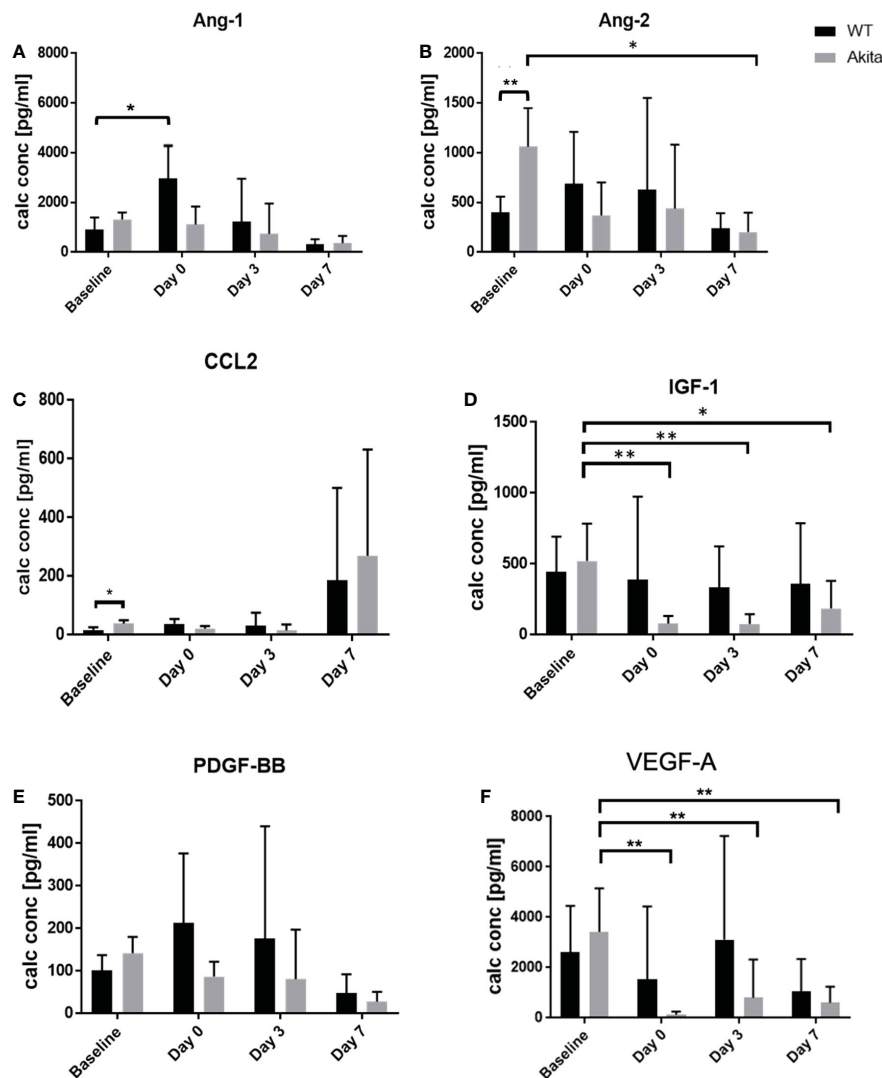 Ang-1
A
calc conc [pg/ml]
8000
6000
4000
2000
0
*
Baseline
Day 0
Day 3
Day 7
Ang-2
B
calc conc [pg/ml]
2000
1500
1000
500
0
**
*
Baseline
Day 0
Day 3
Day 7
WT
Akita
CCL2
C
calc conc [pg/ml]
800
600
400
200
0
*
Baseline
Day 0
Day 3
Day 7
IGF-1
D
calc conc [pg/ml]
1500
1000
500
0
*
**
**
Baseline
Day 0
Day 3
Day 7
PDGF-BB
E
calc conc [pg/ml]
500
400
300
200
100
0
Baseline
Day 0
Day 3
Day 7
VEGF-A
F
calc conc [pg/ml]
8000
6000
4000
2000
0
**
**
**
Baseline
Day 0
Day 3
Day 7